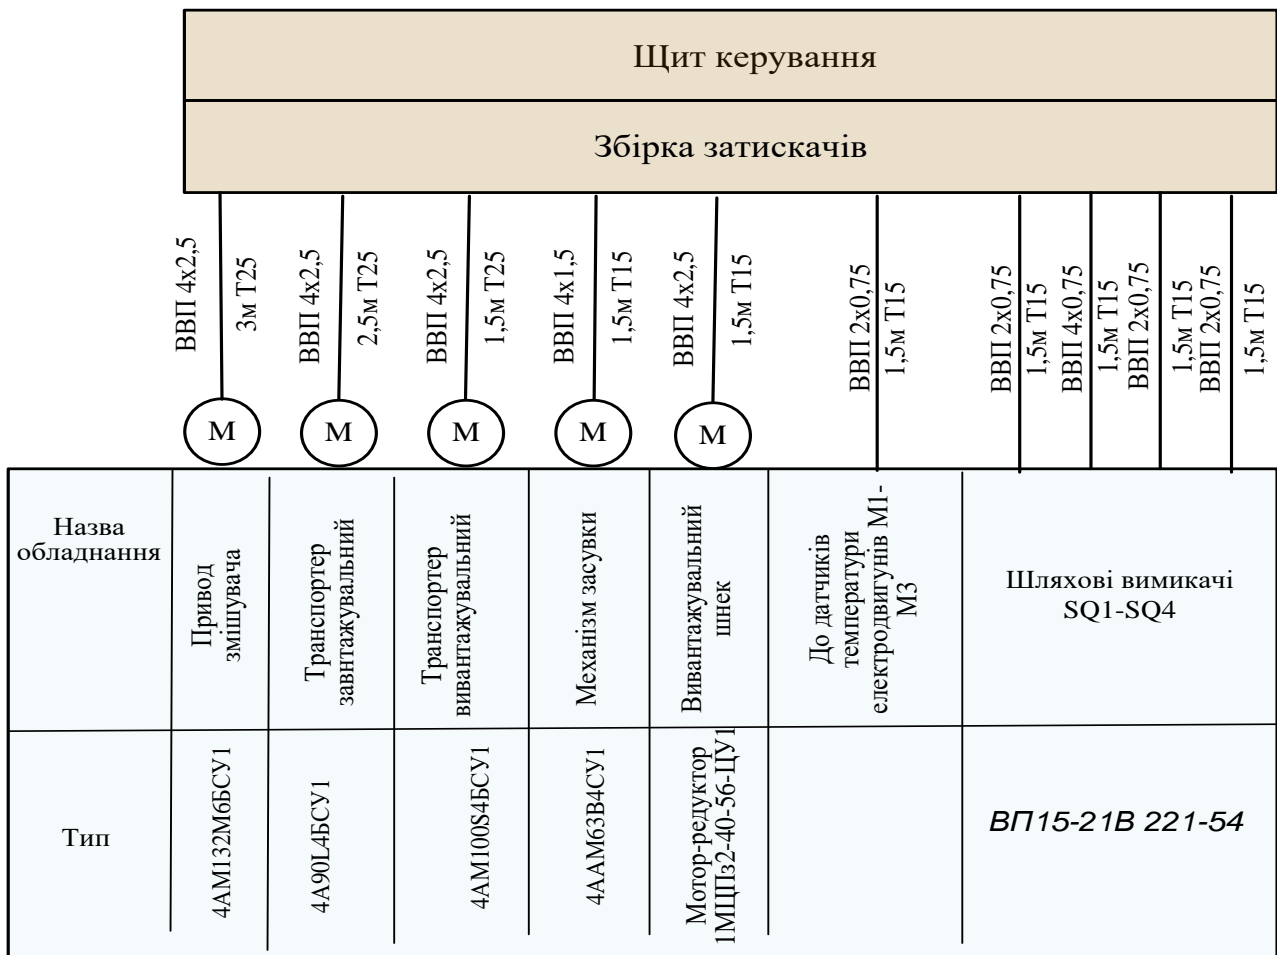 Щит керування
Збірка затискачів
ВВП 4х2,5
3м Т25
ВВП 4х2,5
2,5м Т25
ВВП 4х2,5
1,5м Т25
ВВП 4х1,5
1,5м Т15
ВВП 4х2,5
1,5м Т15
ВВП 2х0,75
1,5м Т15
ВВП 2х0,75
1,5м Т15
ВВП 4х0,75
1,5м Т15
ВВП 2х0,75
1,5м Т15
ВВП 2х0,75
1,5м Т15
М
М
М
М
М
Назва
обладнання
Привод
змішувача
Транспортер
завнтажувальний
Транспортер
вивантажувальний
Механізм засувки
Вивантажувальний
шнек
До датчиків
температури
електродвигунів М1-
М3
Шляхові вимикачі
SQ1-SQ4
Тип
4АМ132М6БСУ1
4А90L4БСУ1
4АМ100S4БСУ1
4ААМ63В4СУ1
Мотор-редуктор
1МЦПз2-40-56-ЦУ1
ВП15-21В 221-54